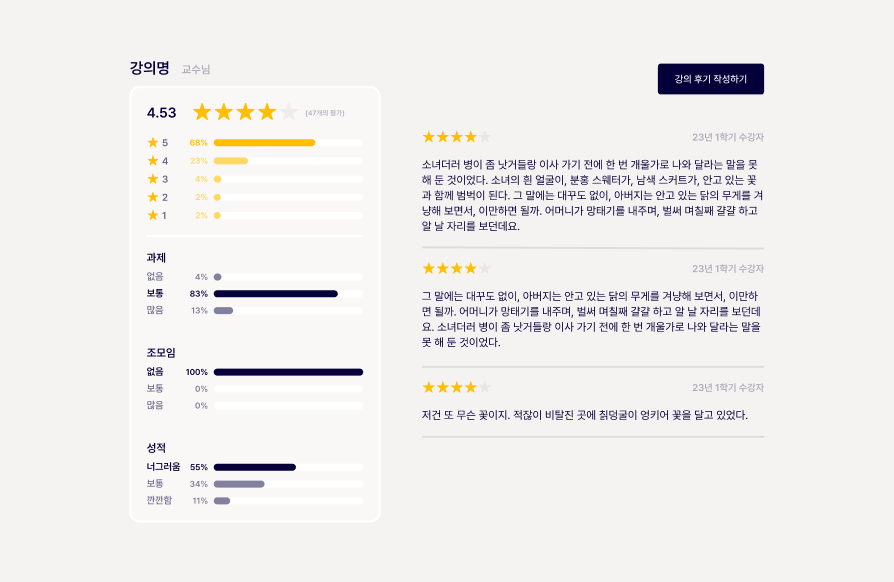 강의명 교수님
강의 후기 작성하기
4.53 (47개의 평가)
5 68%
4 23%
3 4%
2 2%
1 2%
과제
없음 4%
보통 83%
많음 13%
조모임
없음 100%
보통 0%
많음 0%
성적
너그러움 55%
보통 34%
깐깐함 11%
23년 1학기 수강자
소녀더러 병이 좀 낫거들랑 이사 가기 전에 한 번 개울가로 나와 달라는 말을 못
해 둔 것이었다. 소녀의 흰 얼굴이, 분홍 스웨터가, 남색 스커트가, 안고 있는 꽃
과 함께 범벅이 된다. 그 말에는 대꾸도 없이, 아버지는 안고 있는 닭의 무게를 겨
냥해 보면서, 이만하면 될까. 어머니가 망태기를 내주며, 벌써 며칠째 걀걀 하고
알 날 자리를 보던데요.
23년 1학기 수강자
그 말에는 대꾸도 없이, 아버지는 안고 있는 닭의 무게를 겨냥해 보면서, 이만하
면 될까. 어머니가 망태기를 내주며, 벌써 며칠째 걀걀 하고 알 날 자리를 보던데
요. 소녀더러 병이 좀 낫거들랑 이사 가기 전에 한 번 개울가로 나와 달라는 말을
못 해 둔 것이었다.
23년 1학기 수강자
저건 또 무슨 꽃이지. 적잖이 비탈진 곳에 칡덩굴이 엉키어 꽃을 달고 있었다.